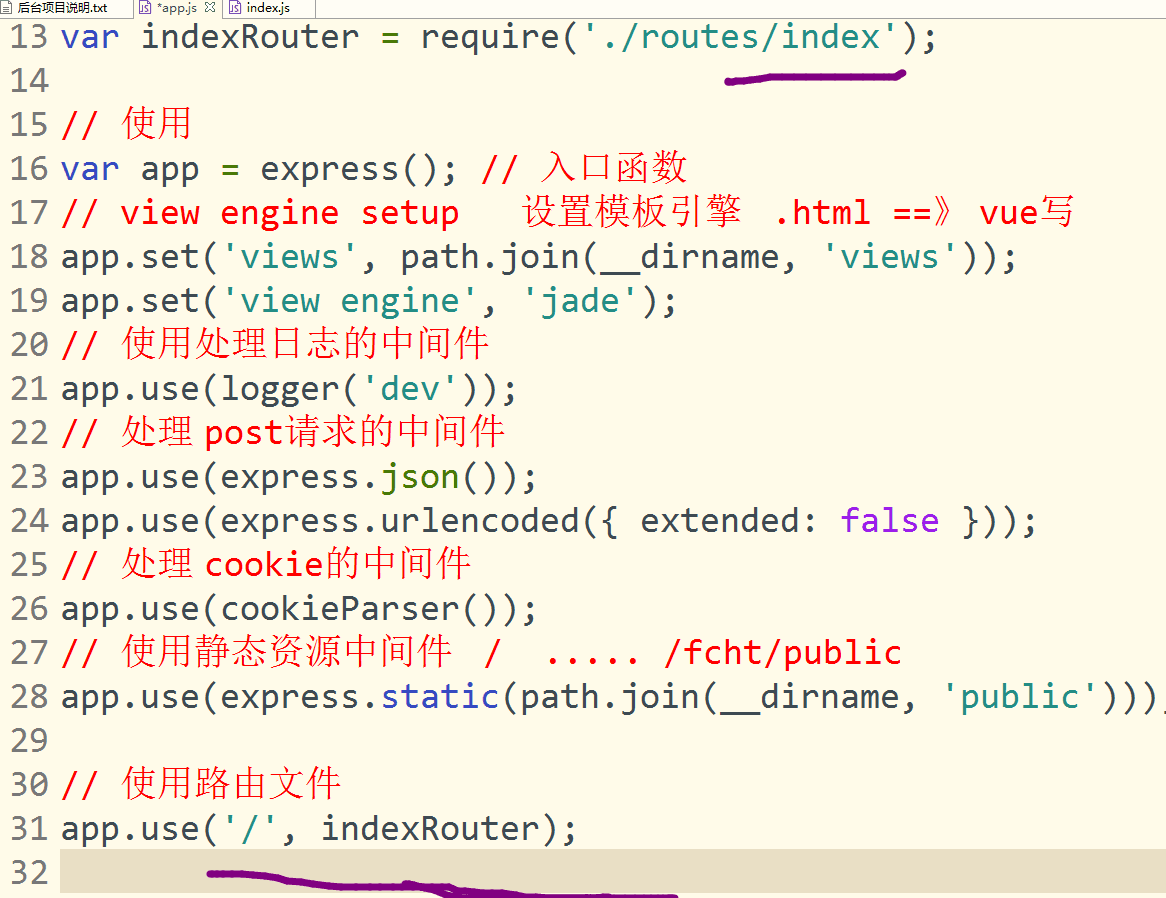 后台项目说明.txt *app.js index.js
13 var indexRouter = require('./routes/index');
14
15 // 使用
16 var app = express(); // 入口函数
17 // view engine setup 设置模板引擎 .html ==》 vue写
18 app.set('views', path.join(__dirname, 'views'));
19 app.set('view engine', 'jade');
20 // 使用处理日志的中间件
21 app.use(logger('dev'));
22 // 处理 post请求的中间件
23 app.use(express.json());
24 app.use(express.urlencoded({ extended: false }));
25 // 处理 cookie的中间件
26 app.use(cookieParser());
27 // 使用静态资源中间件 / ..... /fcht/public
28 app.use(express.static(path.join(__dirname, 'public')));
29
30 // 使用路由文件
31 app.use('/', indexRouter);
32